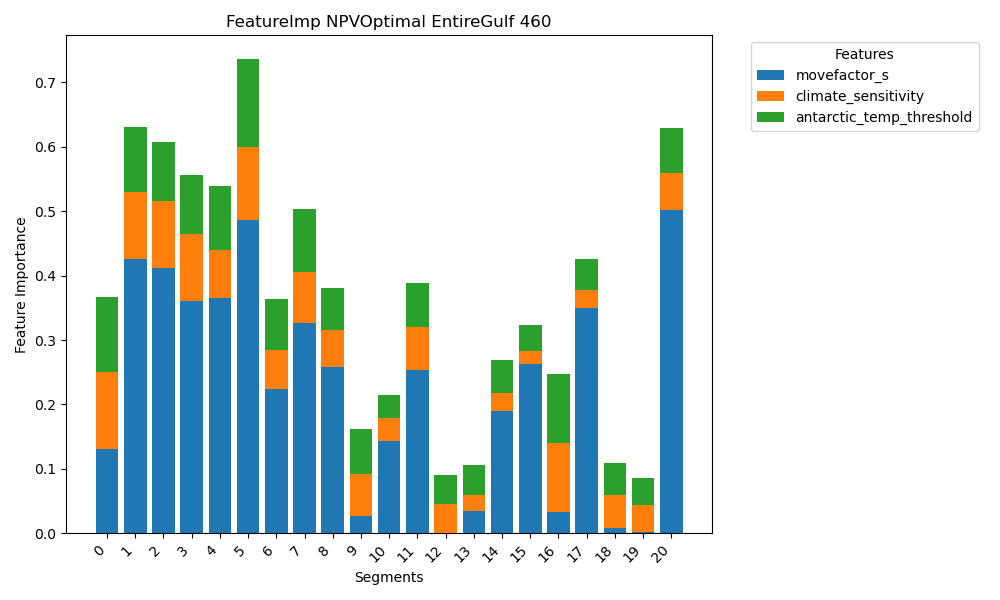 FeatureImp NPVOptimal EntireGulf 460
Feature Importance
0.7
0.6
0.5
0.4
0.3
0.2
0.1
0.0
0 1 2 3 4 5 6 7 8 9 10 11 12 13 14 15 16 17 18 19 20
Segments
Features
movefactor_s
climate_sensitivity
antarctic_temp_threshold